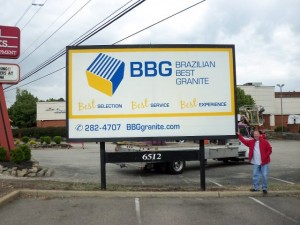 BBG BRAZILIAN
BEST
GRANITE
Best SELECTION Best SERVICE Best EXPERIENCE
282-4707 BBGgranite.com
6512